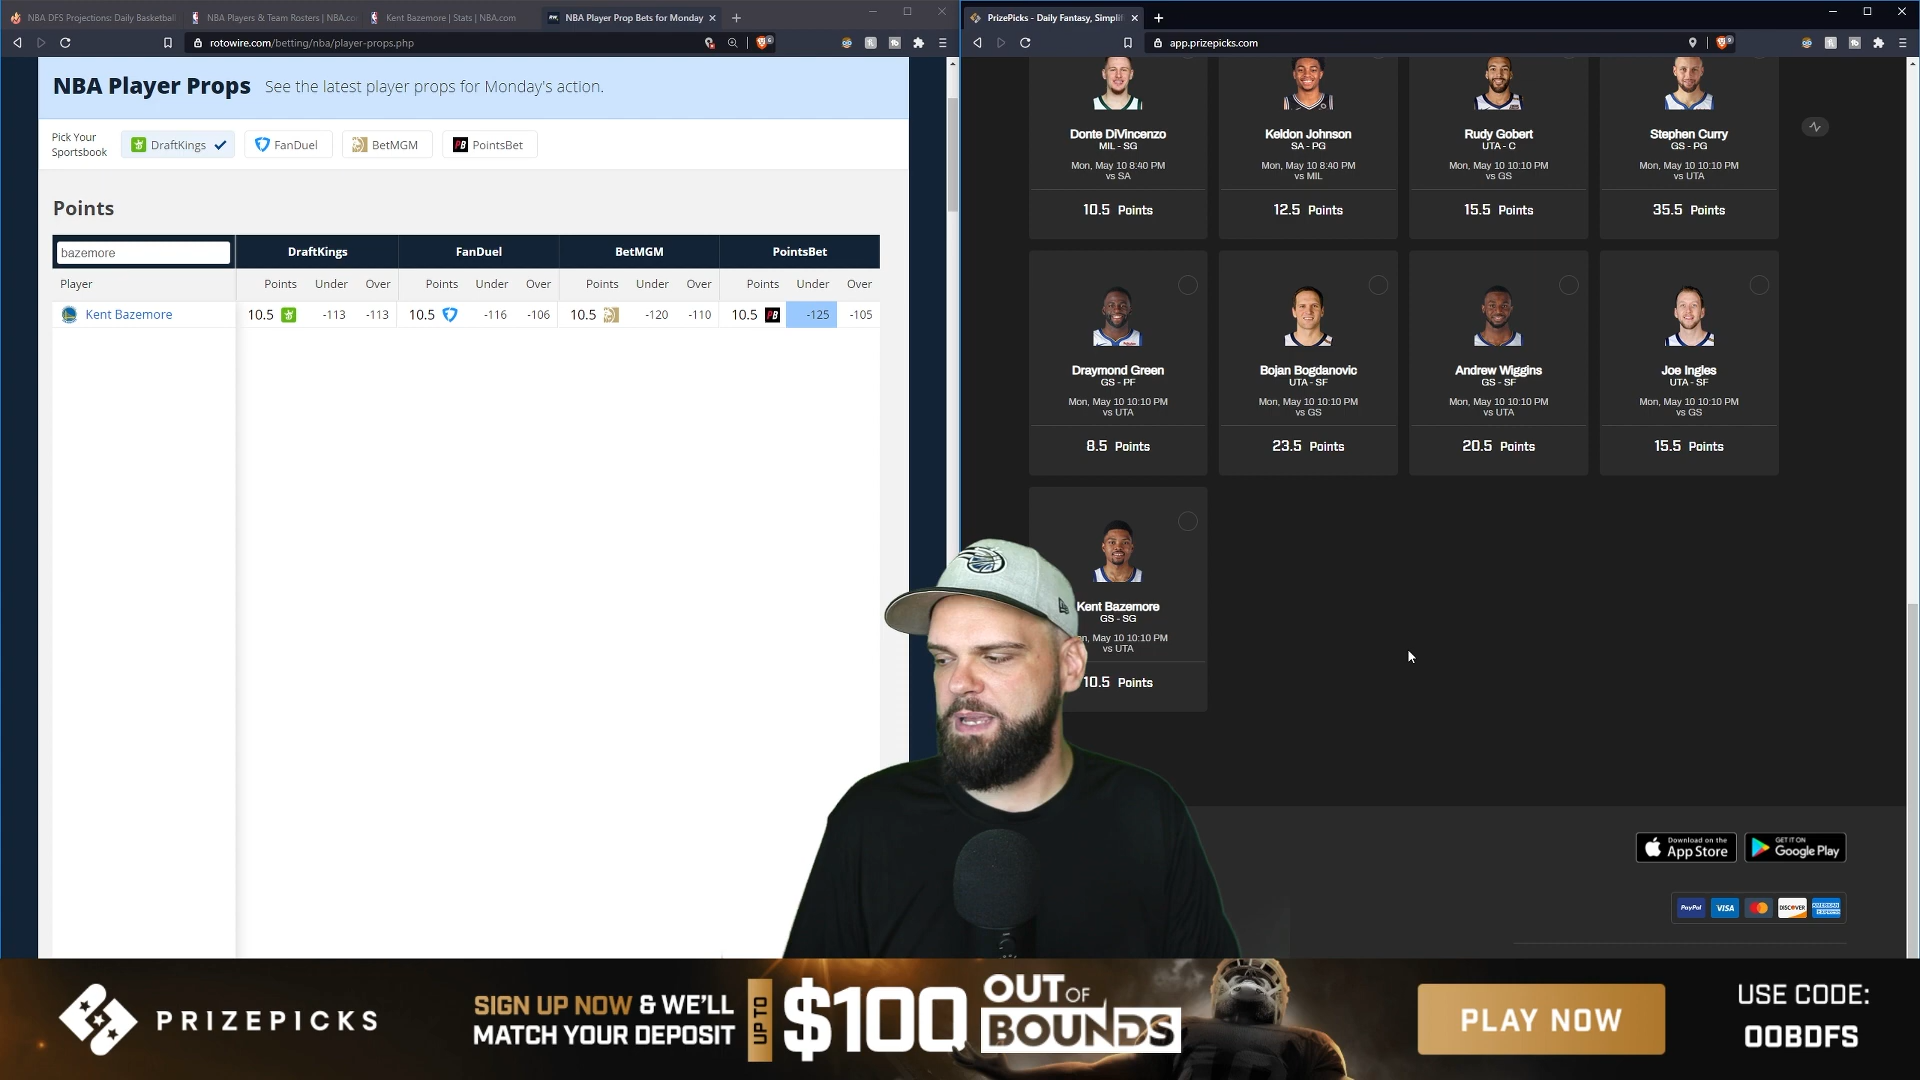 NBA DFS Projections: Daily Basketball
NBA Players & Team Rosters | NBA.co
Kent Bazemore | Stats | NBA.com
NBA Player Prop Bets for Monday
rotowire.com/betting/nba/player-props.php
NBA Player Props See the latest player props for Monday's action.
Pick Your
Sportsbook
DraftKings
FanDuel
BetMGM
PointsBet
Points
bazemore DraftKings FanDuel BetMGM PointsBet
Player Points Under Over Points Under Over Points Under Over Points Under Over
Kent Bazemore 10.5 -113 -113 10.5 -116 -106 10.5 -120 -110 10.5 PB -125 -105
PrizePicks - Daily Fantasy, Simplif
app.prizepicks.com
Donte DiVincenzo
MIL - SG
Mon, May 10 8:40 PM
vs SA
10.5 Points
Keldon Johnson
SA - PG
Mon, May 10 8:40 PM
vs MIL
12.5 Points
Rudy Gobert
UTA - C
Mon, May 10 10:10 PM
vs GS
15.5 Points
Stephen Curry
GS - PG
Mon, May 10 10:10 PM
vs UTA
35.5 Points
Draymond Green
GS - PF
Mon, May 10 10:10 PM
vs UTA
8.5 Points
Bojan Bogdanovic
UTA - SF
Mon, May 10 10:10 PM
vs GS
23.5 Points
Andrew Wiggins
GS - SF
Mon, May 10 10:10 PM
vs UTA
20.5 Points
Joe Ingles
UTA - SF
Mon, May 10 10:10 PM
vs GS
15.5 Points
Kent Bazemore
GS - SG
May 10 10:10 PM
vs UTA
10.5 Points
Download on the
App Store
GET IT ON
Google Play
PayPal VISA DISCOVER AMERICAN EXPRESS
PRIZEPICKS
SIGN UP NOW & WE'LL
MATCH YOUR DEPOSIT
UP TO
$100
OUT OF
BOUNDS
PLAY NOW
USE CODE:
OOBDFS